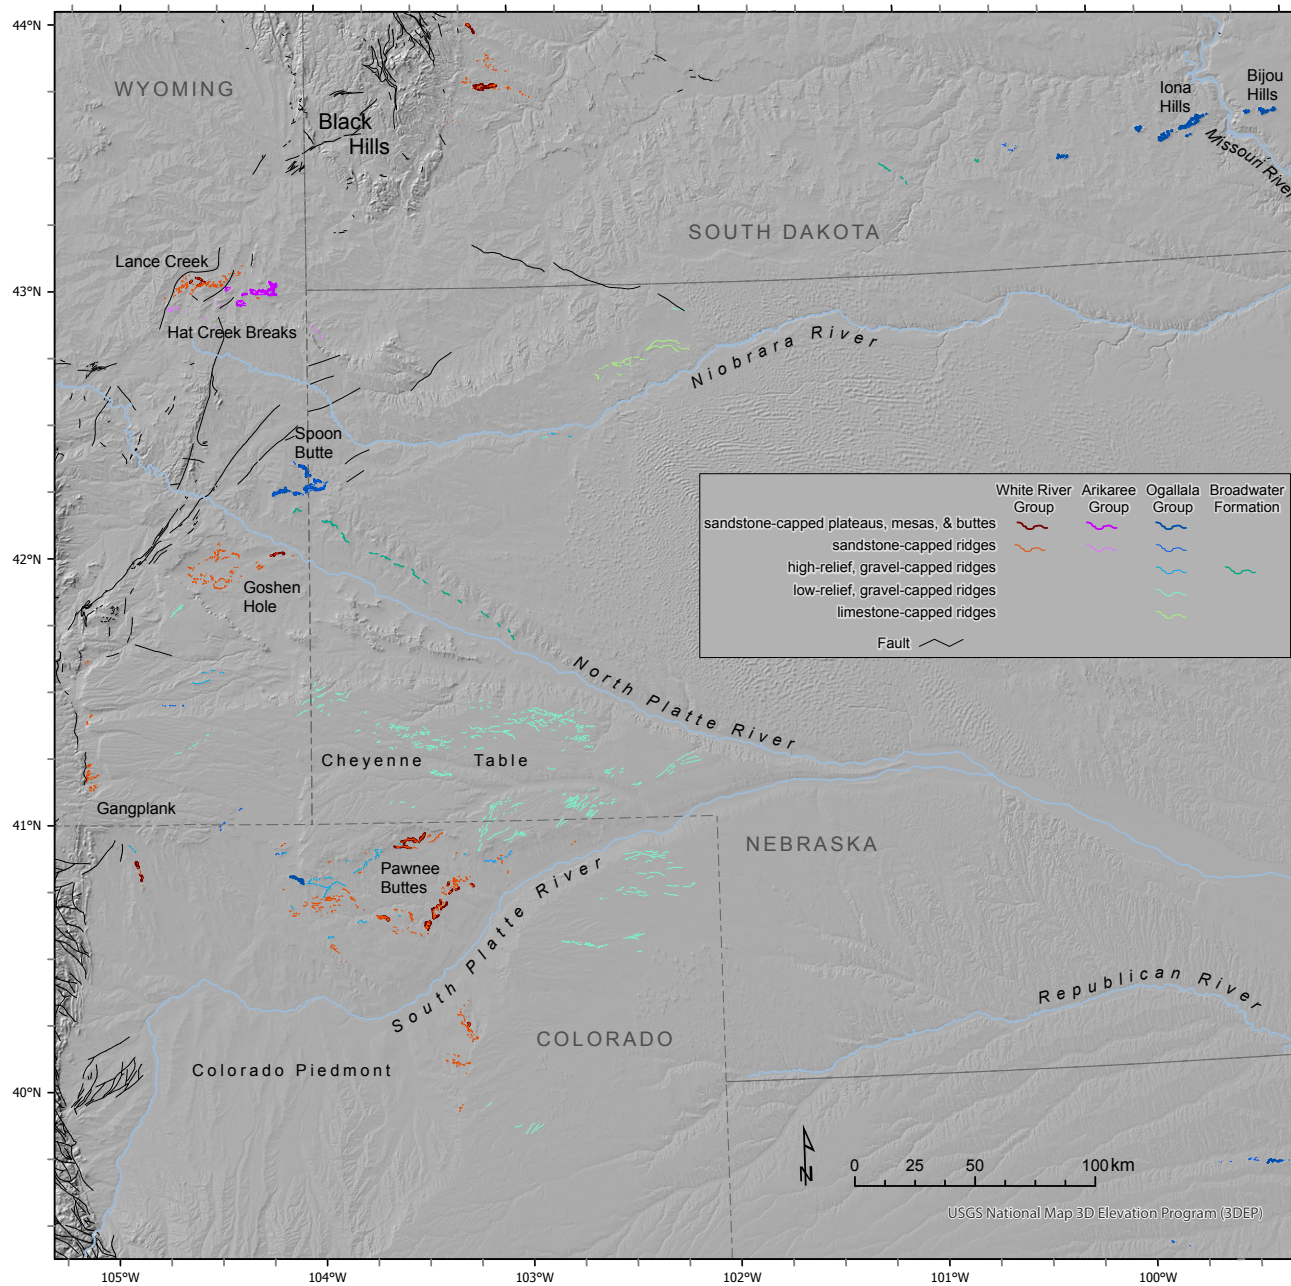 44°N
WYOMING
Black
Hills
Iona
Hills
Bijou
Hills
Missouri River
SOUTH DAKOTA
Lance Creek
43°N
Hat Creek Breaks
Niobrara River
Spoon
Butte
White River
Group
Arikaree
Group
Ogallala
Group
Broadwater
Formation
sandstone-capped plateaus, mesas, & buttes
sandstone-capped ridges
high-relief, gravel-capped ridges
low-relief, gravel-capped ridges
limestone-capped ridges
Fault
42°N
Goshen
Hole
North Platte River
Cheyenne Table
Gangplank
41°N
NEBRASKA
Pawnee
Buttes
South Platte River
Republican River
COLORADO
Colorado Piedmont
40°N
N
0 25 50 100 km
USGS National Map 3D Elevation Program (3DEP)
105°W 104°W 103°W 102°W 101°W 100°W